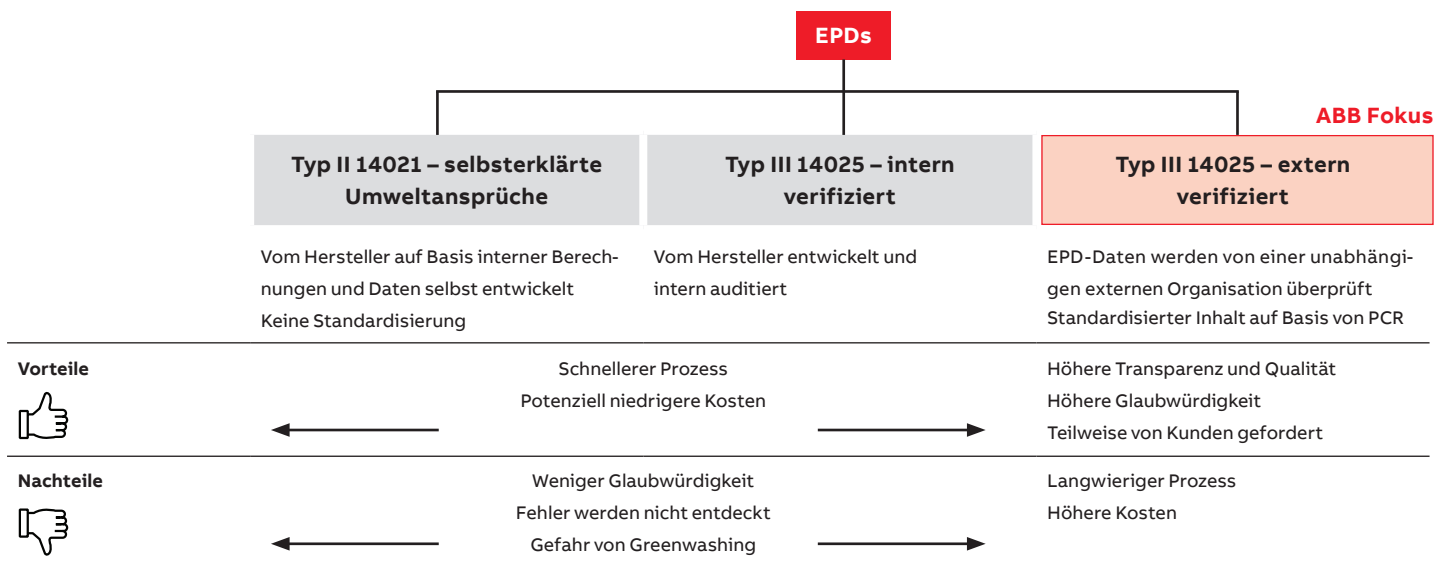 EPDs
ABB Fokus
Typ II 14021 – selbsterklärte
Umweltansprüche
Typ III 14025 – intern
verifiziert
Typ III 14025 – extern
verifiziert
Vom Hersteller auf Basis interner Berech-
nungen und Daten selbst entwickelt
Keine Standardisierung
Vom Hersteller entwickelt und
intern auditiert
EPD-Daten werden von einer unabhängi-
gen externen Organisation überprüft
Standardisierter Inhalt auf Basis von PCR
Vorteile
Schnellerer Prozess
Potenziell niedrigere Kosten
Höhere Transparenz und Qualität
Höhere Glaubwürdigkeit
Teilweise von Kunden gefordert
Nachteile
Weniger Glaubwürdigkeit
Fehler werden nicht entdeckt
Gefahr von Greenwashing
Langwieriger Prozess
Höhere Kosten